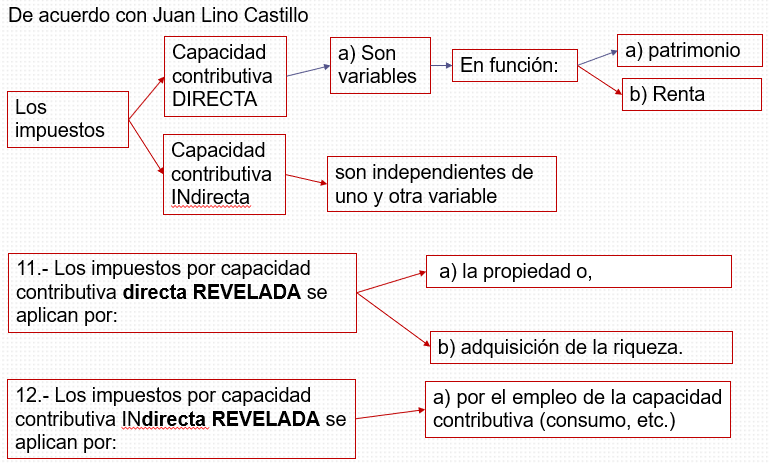 De acuerdo con Juan Lino Castillo
Los
impuestos
Capacidad
contributiva
DIRECTA
a) Son
variables
En función:
a) patrimonio
b) Renta
Capacidad
contributiva
INdirecta
son independientes de
uno y otra variable
11.- Los impuestos por capacidad
contributiva directa REVELADA se
aplican por:
a) la propiedad o,
b) adquisición de la riqueza.
12.- Los impuestos por capacidad
contributiva INdirecta REVELADA se
aplican por:
a) por el empleo de la capacidad
contributiva (consumo, etc.)